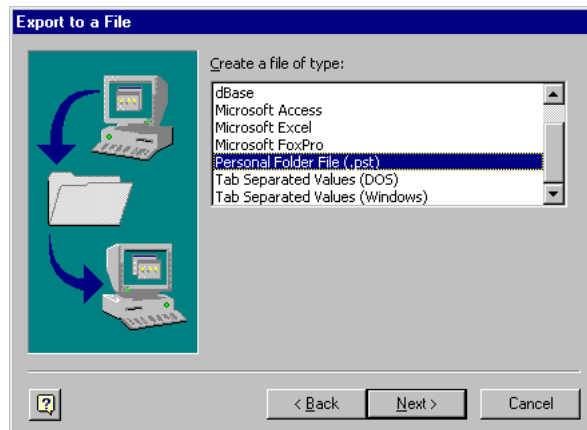 Export to a File
Create a file of type:
dBase
Microsoft Access
Microsoft Excel
Microsoft FoxPro
Personal Folder File (.pst)
Tab Separated Values (DOS)
Tab Separated Values (Windows)
?
< Back
Next >
Cancel